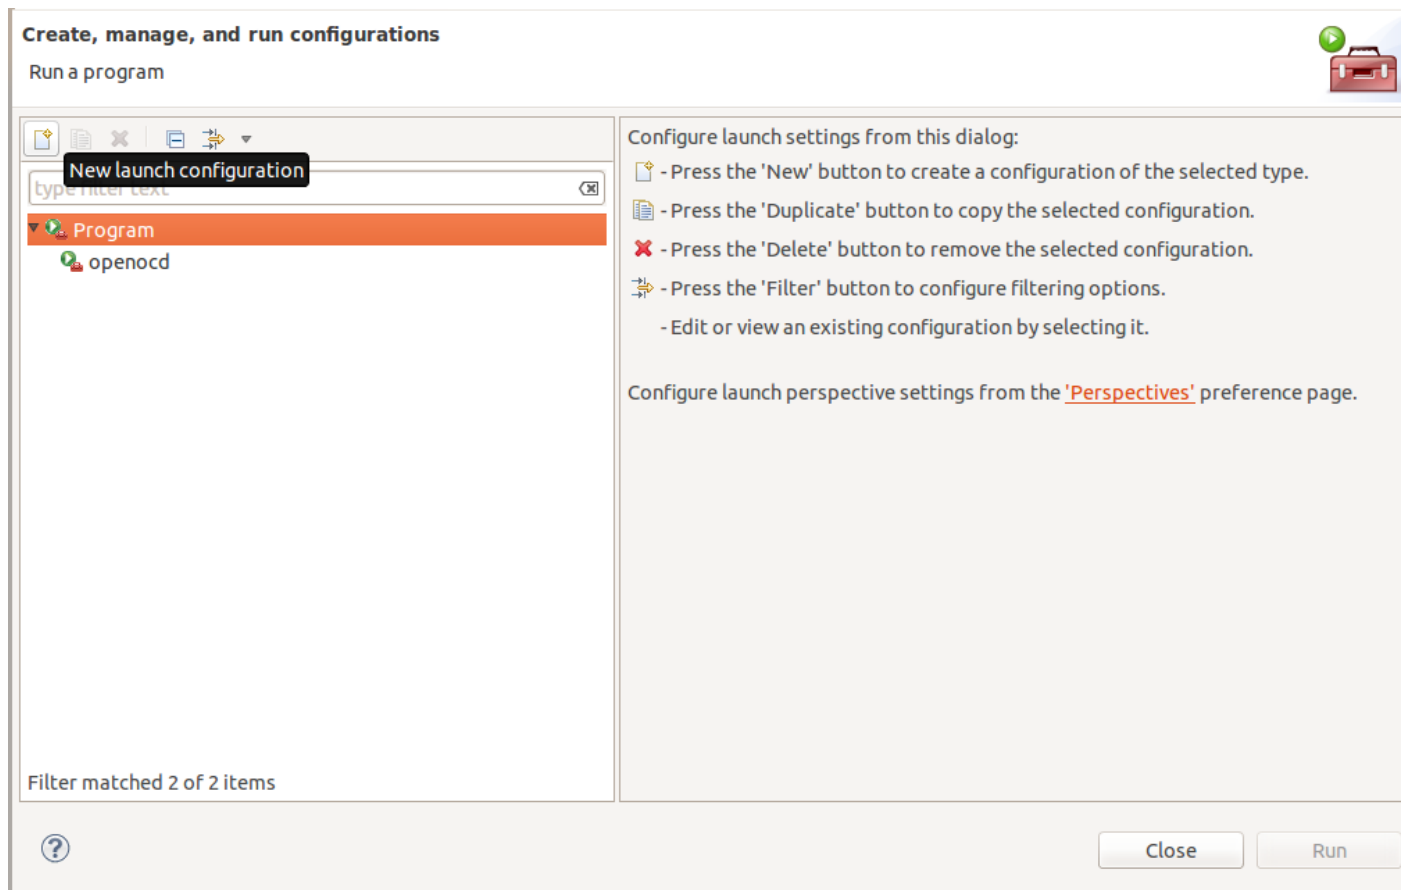 Create, manage, and run configurations
Run a program
New launch configuration
type filter text
Program
openocd
Filter matched 2 of 2 items
Configure launch settings from this dialog:
- Press the 'New' button to create a configuration of the selected type.
- Press the 'Duplicate' button to copy the selected configuration.
- Press the 'Delete' button to remove the selected configuration.
- Press the 'Filter' button to configure filtering options.
- Edit or view an existing configuration by selecting it.
Configure launch perspective settings from the 'Perspectives' preference page.
?
Close
Run